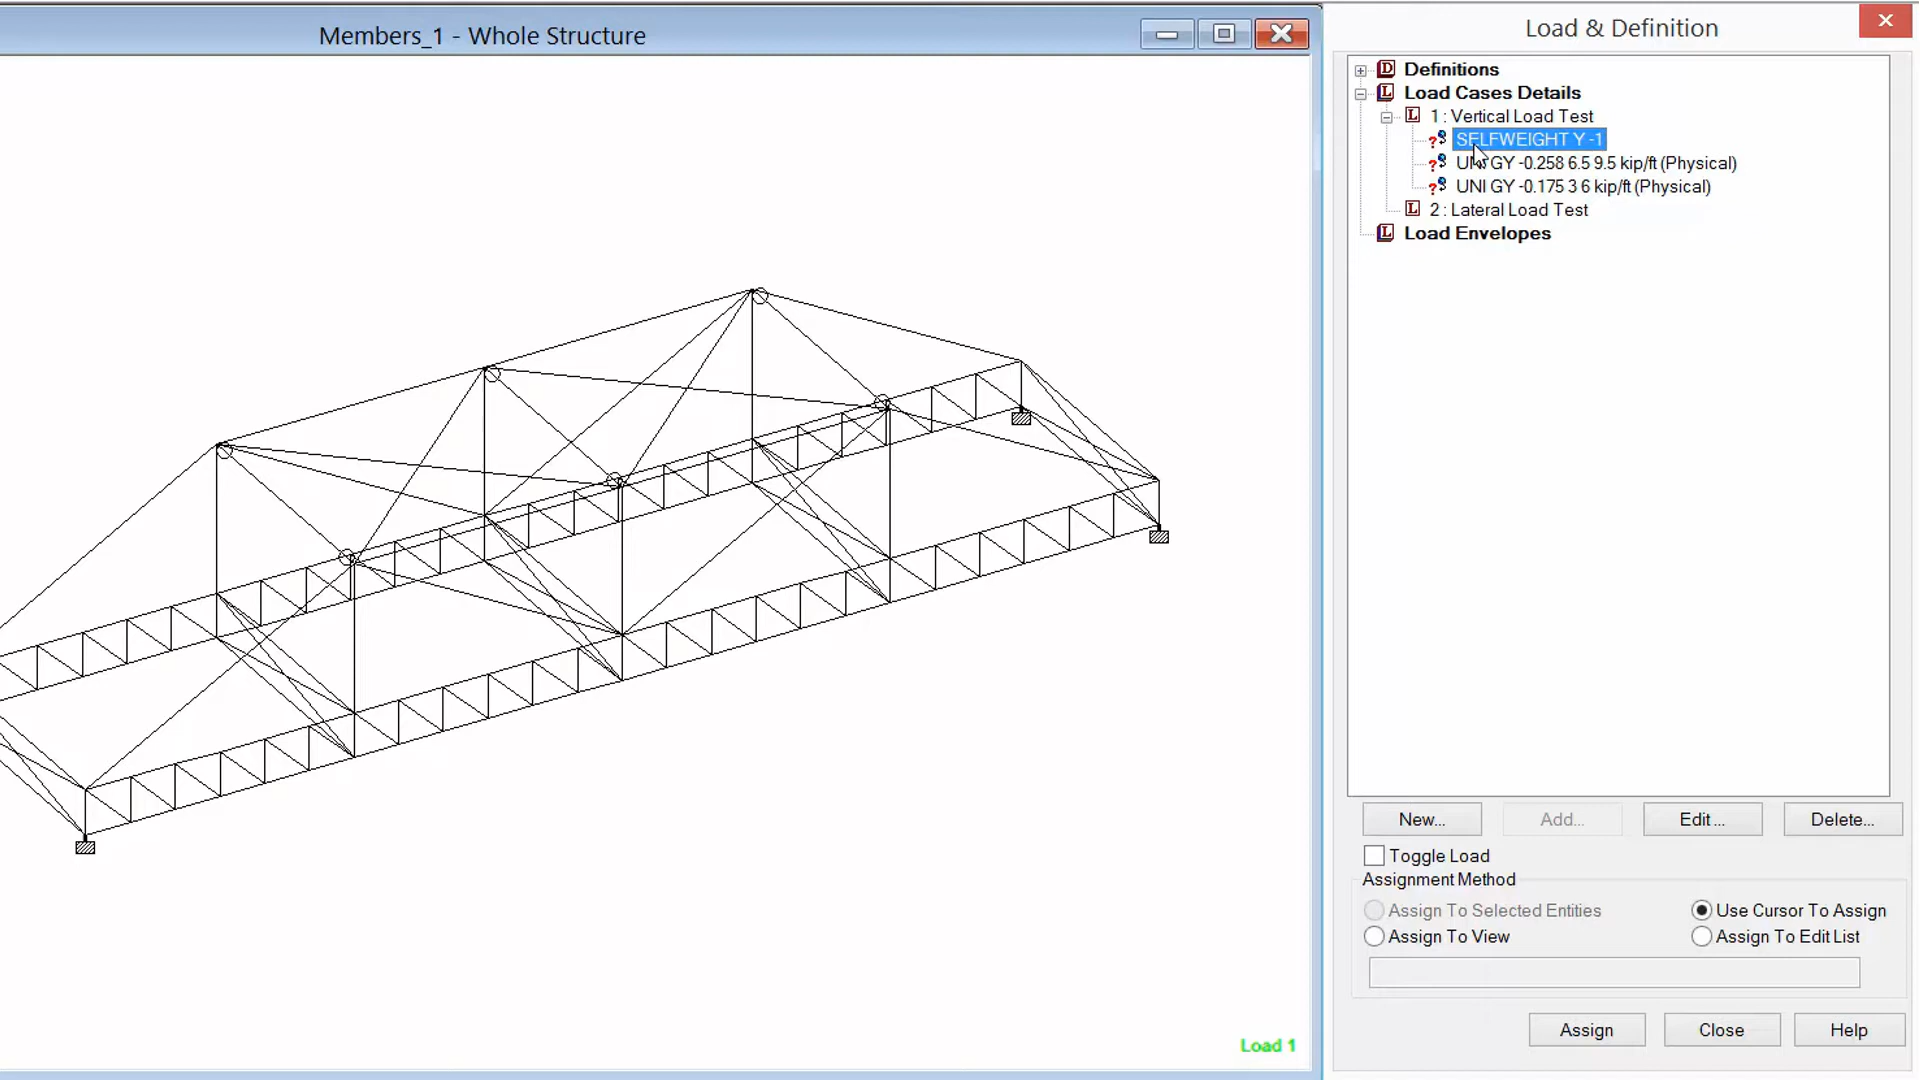 Members_1 - Whole Structure
Load & Definition
Definitions
Load Cases Details
1 : Vertical Load Test
SELFWEIGHT Y -1
UNI GY -0.258 6.5 9.5 kip/ft (Physical)
UNI GY -0.175 3 6 kip/ft (Physical)
2 : Lateral Load Test
Load Envelopes
New...
Add...
Edit...
Delete...
Toggle Load
Assignment Method
Assign To Selected Entities
Use Cursor To Assign
Assign To View
Assign To Edit List
Assign
Close
Help
Load 1